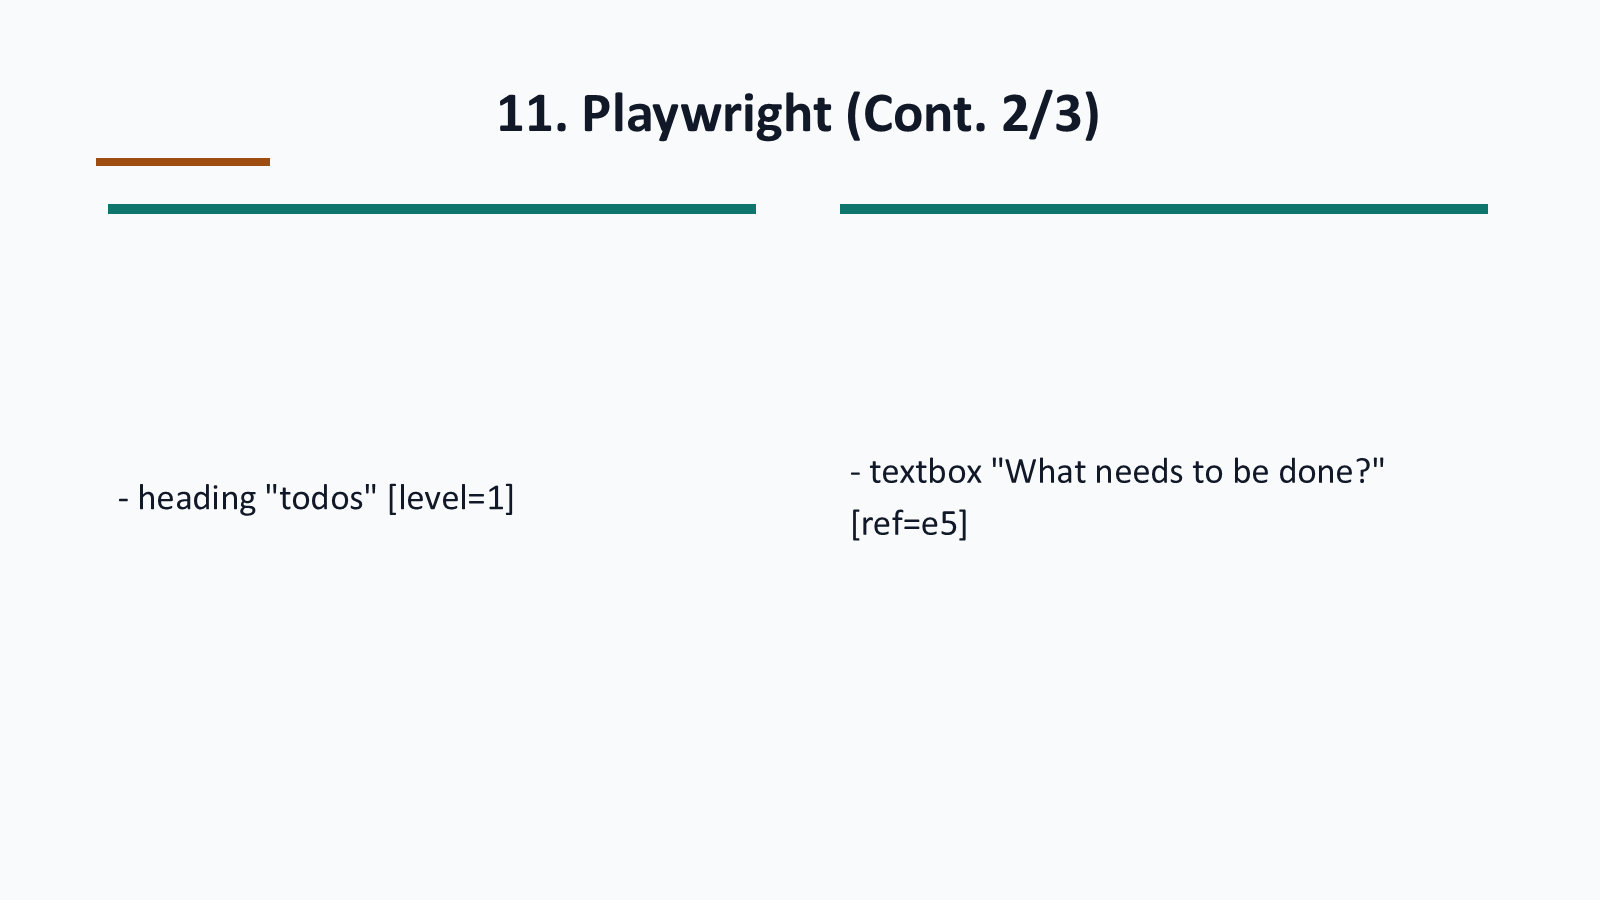 11. Playwright (Cont. 2/3)
- heading "todos" [level=1]
- textbox "What needs to be done?"
[ref=e5]